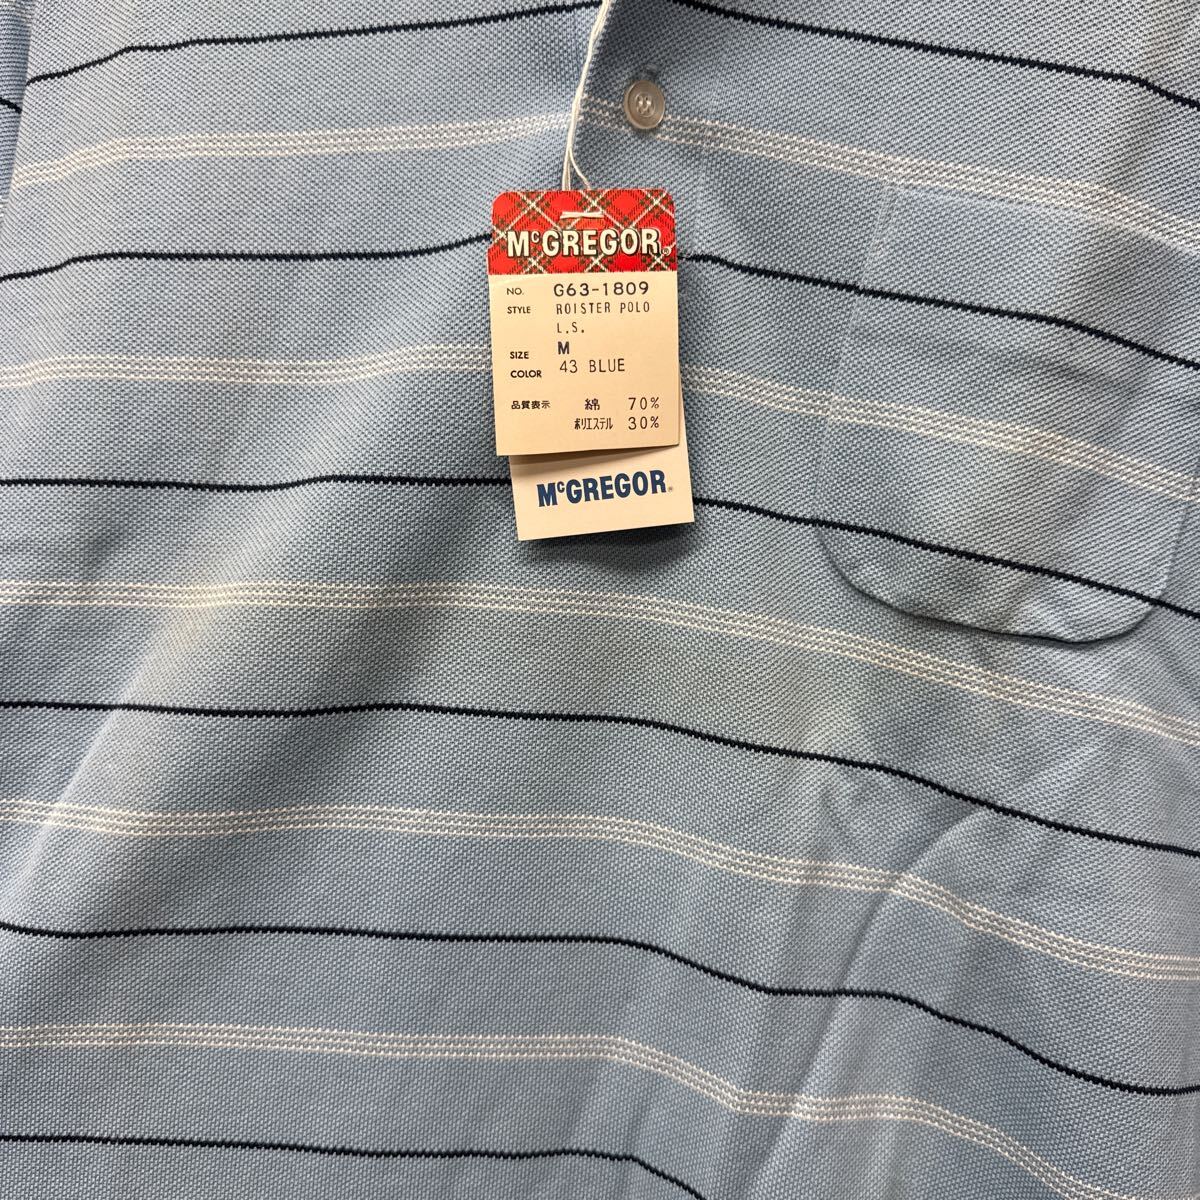 McGREGOR®
NO. G63-1809
STYLE ROISTER POLO
L.S.
SIZE M
COLOR 43 BLUE
品質表示 綿 70%
ポリエステル 30%
McGREGOR®